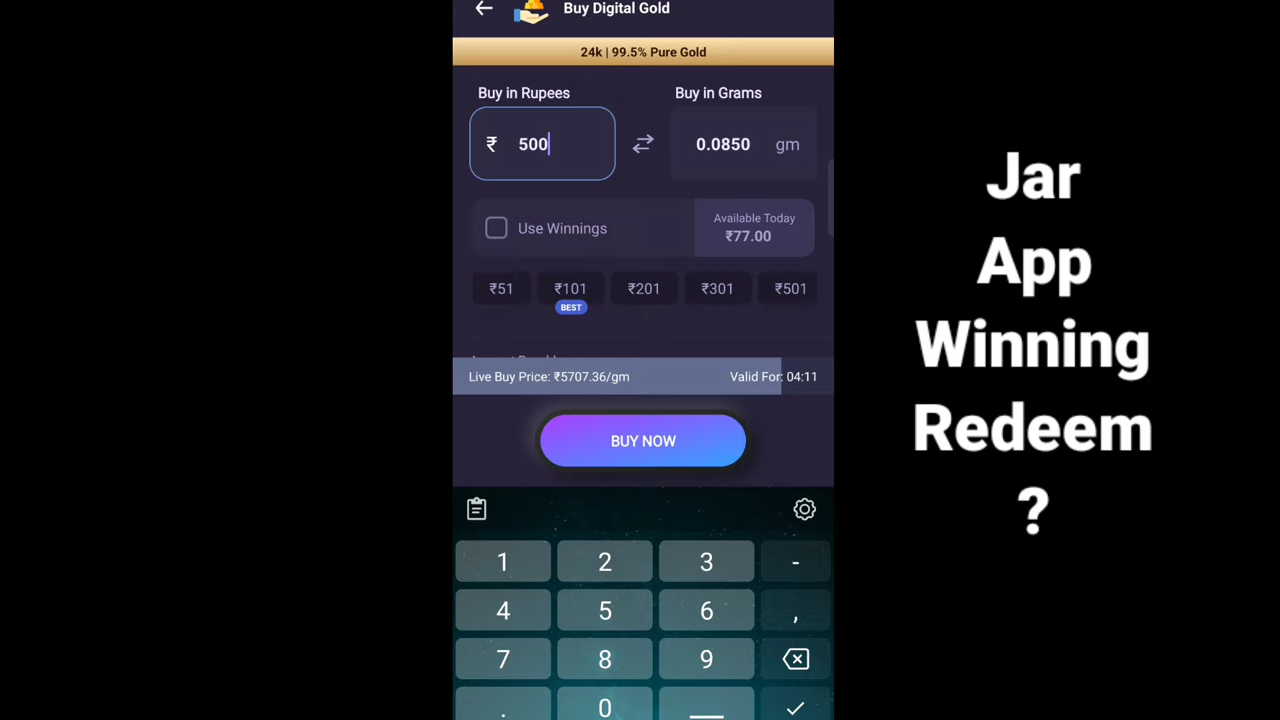 Buy Digital Gold
24k | 99.5% Pure Gold
Buy in Rupees
Buy in Grams
₹ 500
0.0850 gm
Use Winnings
Available Today
₹77.00
₹51 ₹101 ₹201 ₹301 ₹501
BEST
Live Buy Price: ₹5707.36/gm
Valid For: 04:11
BUY NOW
1 2 3 -
4 5 6 ,
7 8 9
. 0
Jar
App
Winning
Redeem
?